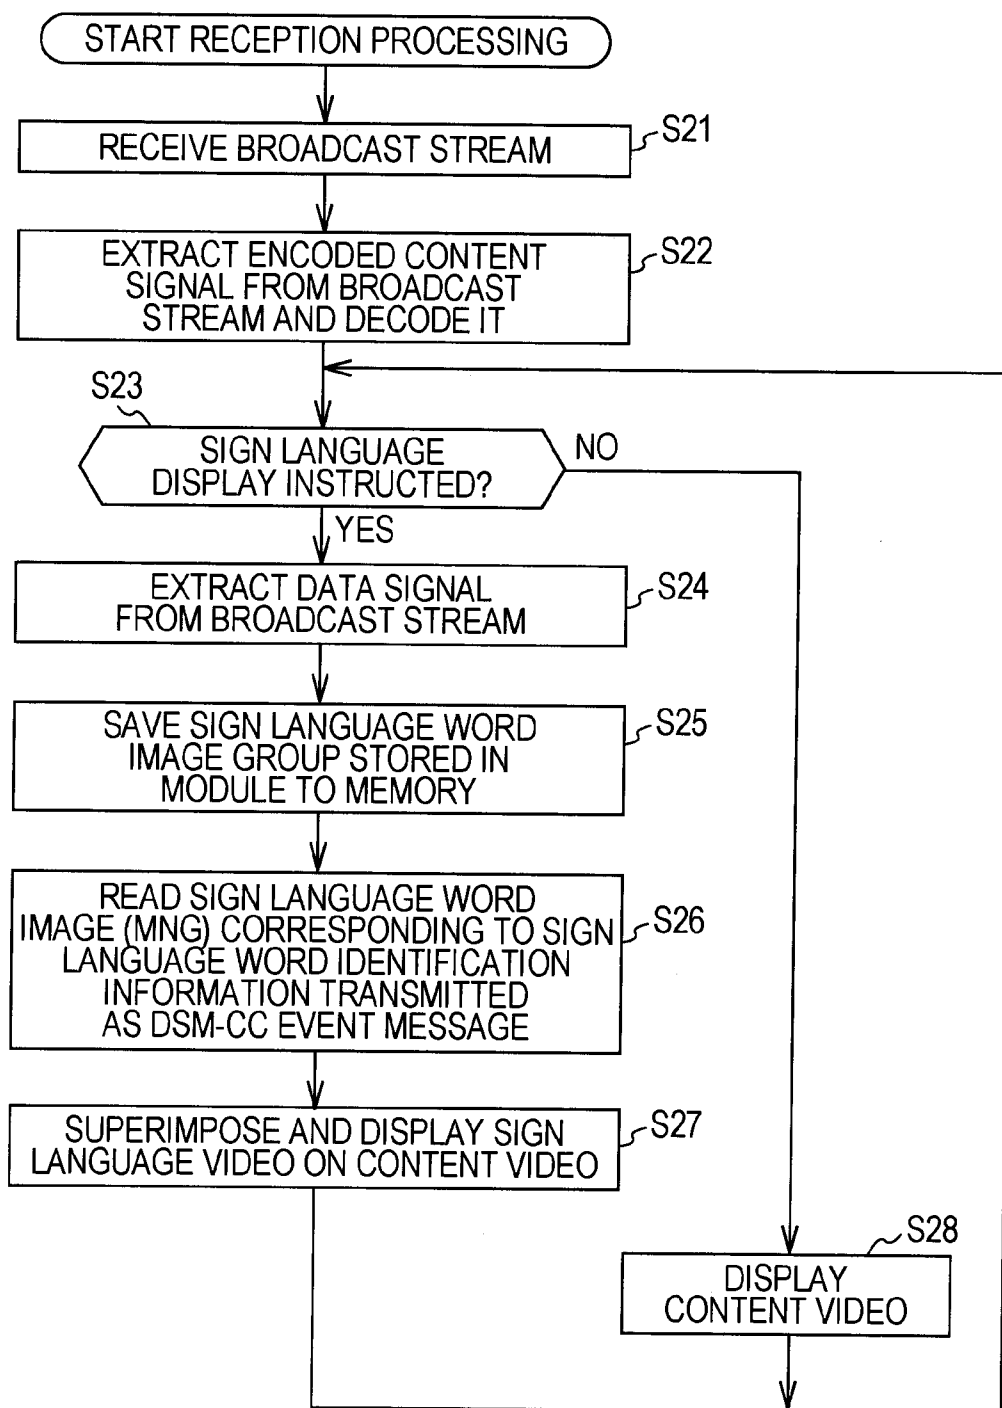 START RECEPTION PROCESSING
S21
RECEIVE BROADCAST STREAM
S22
EXTRACT ENCODED CONTENT
SIGNAL FROM BROADCAST
STREAM AND DECODE IT
S23
SIGN LANGUAGE
DISPLAY INSTRUCTED?
NO
YES
S24
EXTRACT DATA SIGNAL
FROM BROADCAST STREAM
S25
SAVE SIGN LANGUAGE WORD
IMAGE GROUP STORED IN
MODULE TO MEMORY
S26
READ SIGN LANGUAGE WORD
IMAGE (MNG) CORRESPONDING TO SIGN
LANGUAGE WORD IDENTIFICATION
INFORMATION TRANSMITTED
AS DSM-CC EVENT MESSAGE
S27
SUPERIMPOSE AND DISPLAY SIGN
LANGUAGE VIDEO ON CONTENT VIDEO
S28
DISPLAY
CONTENT VIDEO